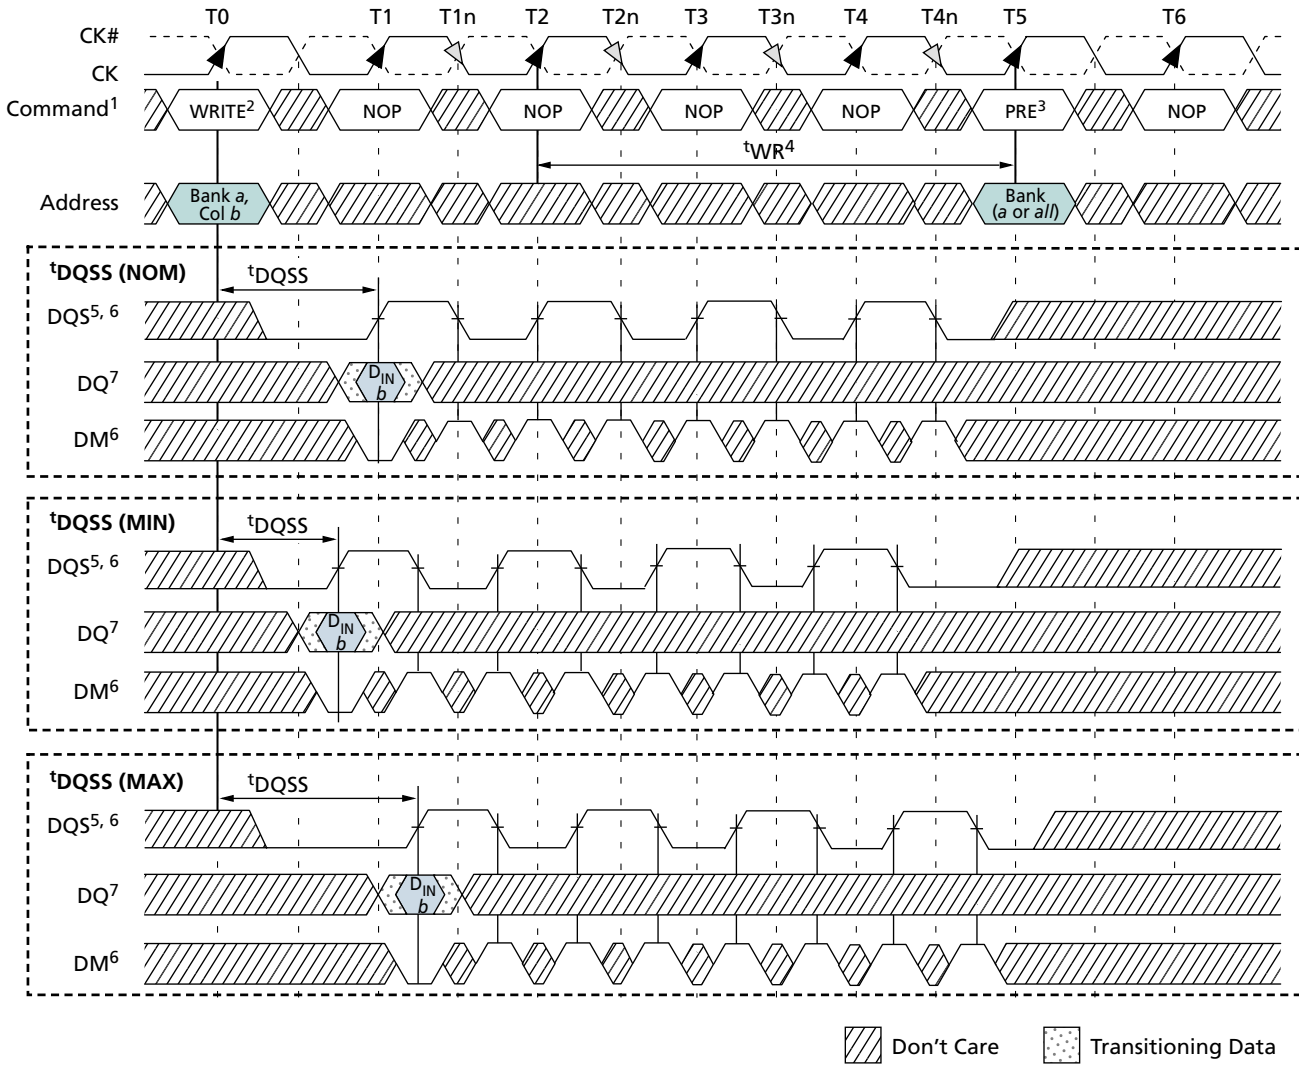 T0 T1 T1n T2 T2n T3 T3n T4 T4n T5 T6
CK#
CK
Command1 WRITE2 NOP NOP NOP NOP PRE3 NOP
tWR4
Address Bank a, Col b Bank (a or all)
tDQSS (NOM) tDQSS
DQS5, 6
DQ7 DIN b
DM6
tDQSS (MIN) tDQSS
DQS5, 6
DQ7 DIN b
DM6
tDQSS (MAX) tDQSS
DQS5, 6
DQ7 DIN b
DM6
Don't Care Transitioning Data